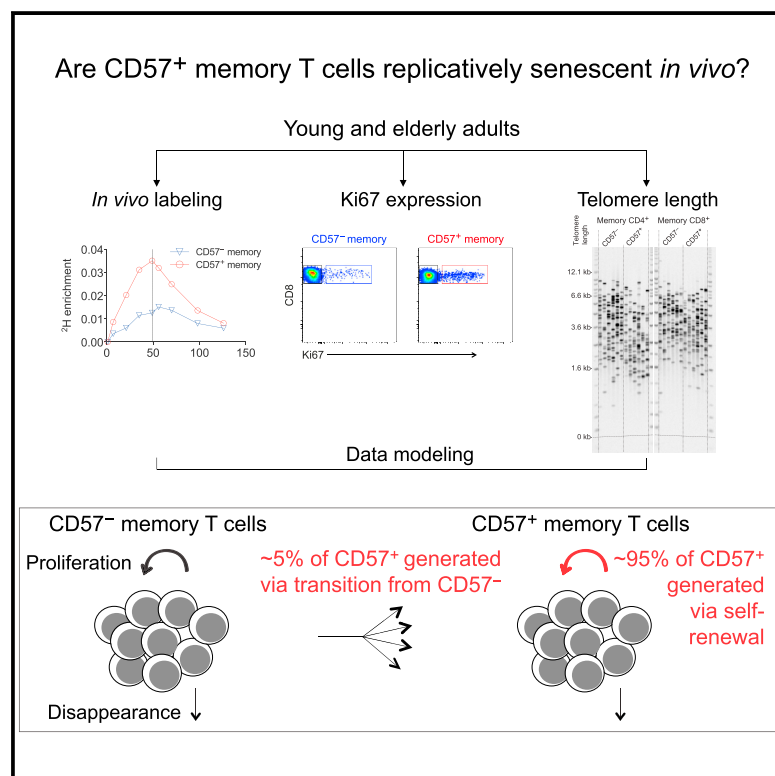 Are CD57⁺ memory T cells replicatively senescent in vivo?
Young and elderly adults
In vivo labeling
²H enrichment
0.04
0.03
0.02
0.01
0.00
0
50
100
150
CD57⁻ memory
CD57⁺ memory
Ki67 expression
CD57⁻ memory
CD57⁺ memory
CD8
Ki67
Telomere length
Telomere
length
Memory CD4⁺
Memory CD8⁺
CD57⁻
CD57⁺
CD57⁻
CD57⁺
12.1 kb
6.6 kb
3.6 kb
1.6 kb
0 kb
Data modeling
CD57⁻ memory T cells
Proliferation
Disappearance
~5% of CD57⁺ generated
via transition from CD57⁻
CD57⁺ memory T cells
~95% of CD57⁺
generated
via self-
renewal